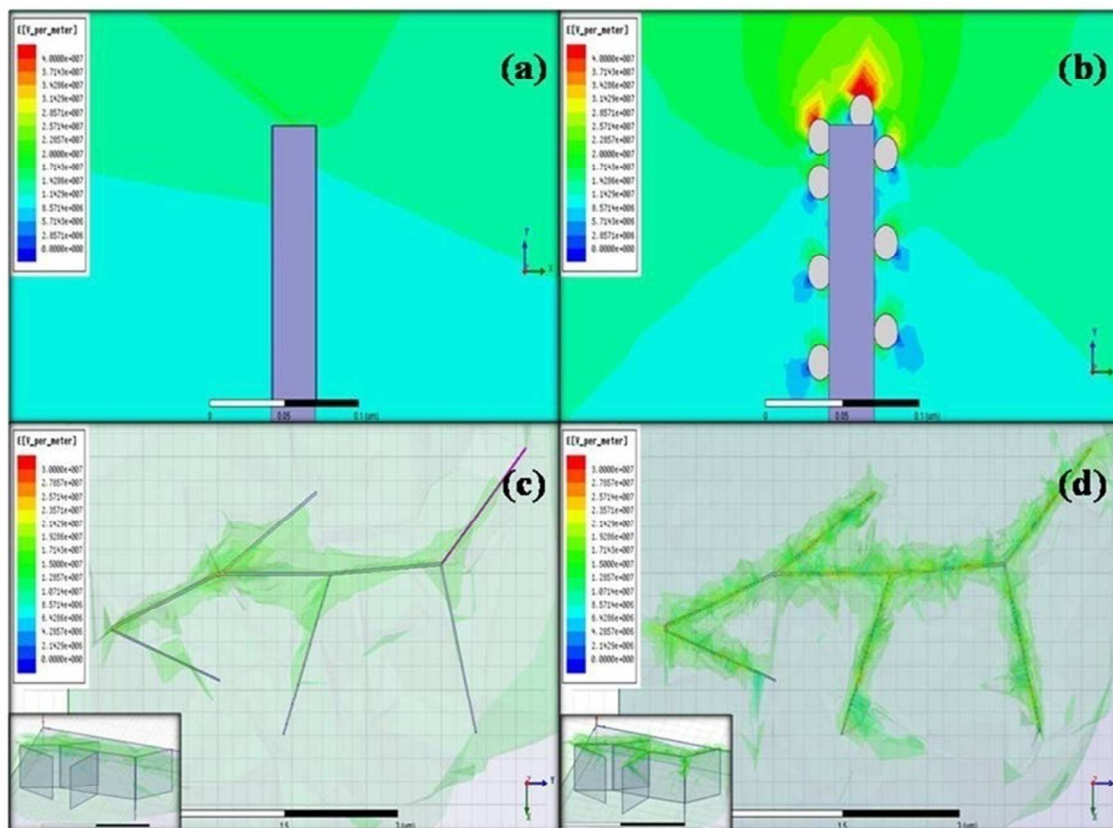 E[V_per_meter]
4.0000e+007
3.7143e+007
3.4286e+007
3.1429e+007
2.8571e+007
2.5714e+007
2.2857e+007
2.0000e+007
1.7143e+007
1.1429e+007
8.5714e+006
5.7143e+006
2.8571e+006
0.0000e+000
(a)
Y
X
0
0.05
0.1(um)
E[V_per_meter]
4.0000e+007
3.7143e+007
3.4286e+007
3.1429e+007
2.8571e+007
2.5714e+007
2.2857e+007
2.0000e+007
1.7143e+007
1.1429e+007
8.5714e+006
5.7143e+006
2.8571e+006
0.0000e+000
(b)
Y
0
0.05
0.1(um)
E[V_per_meter]
3.0000e+007
2.7857e+007
2.5714e+007
2.3571e+007
2.1429e+007
1.9286e+007
1.7143e+007
1.5000e+007
1.2857e+007
1.0714e+007
8.5714e+006
6.4286e+006
4.2857e+006
2.1429e+006
0.0000e+000
(c)
Z
Y
X
1.5
3(um)
E[V_per_meter]
3.0000e+007
2.7857e+007
2.5714e+007
2.3571e+007
2.1429e+007
1.9286e+007
1.7143e+007
1.5000e+007
1.2857e+007
1.0714e+007
8.5714e+006
6.4286e+006
4.2857e+006
2.1429e+006
0.0000e+000
(d)
Z
Y
X
1.5
3(um)